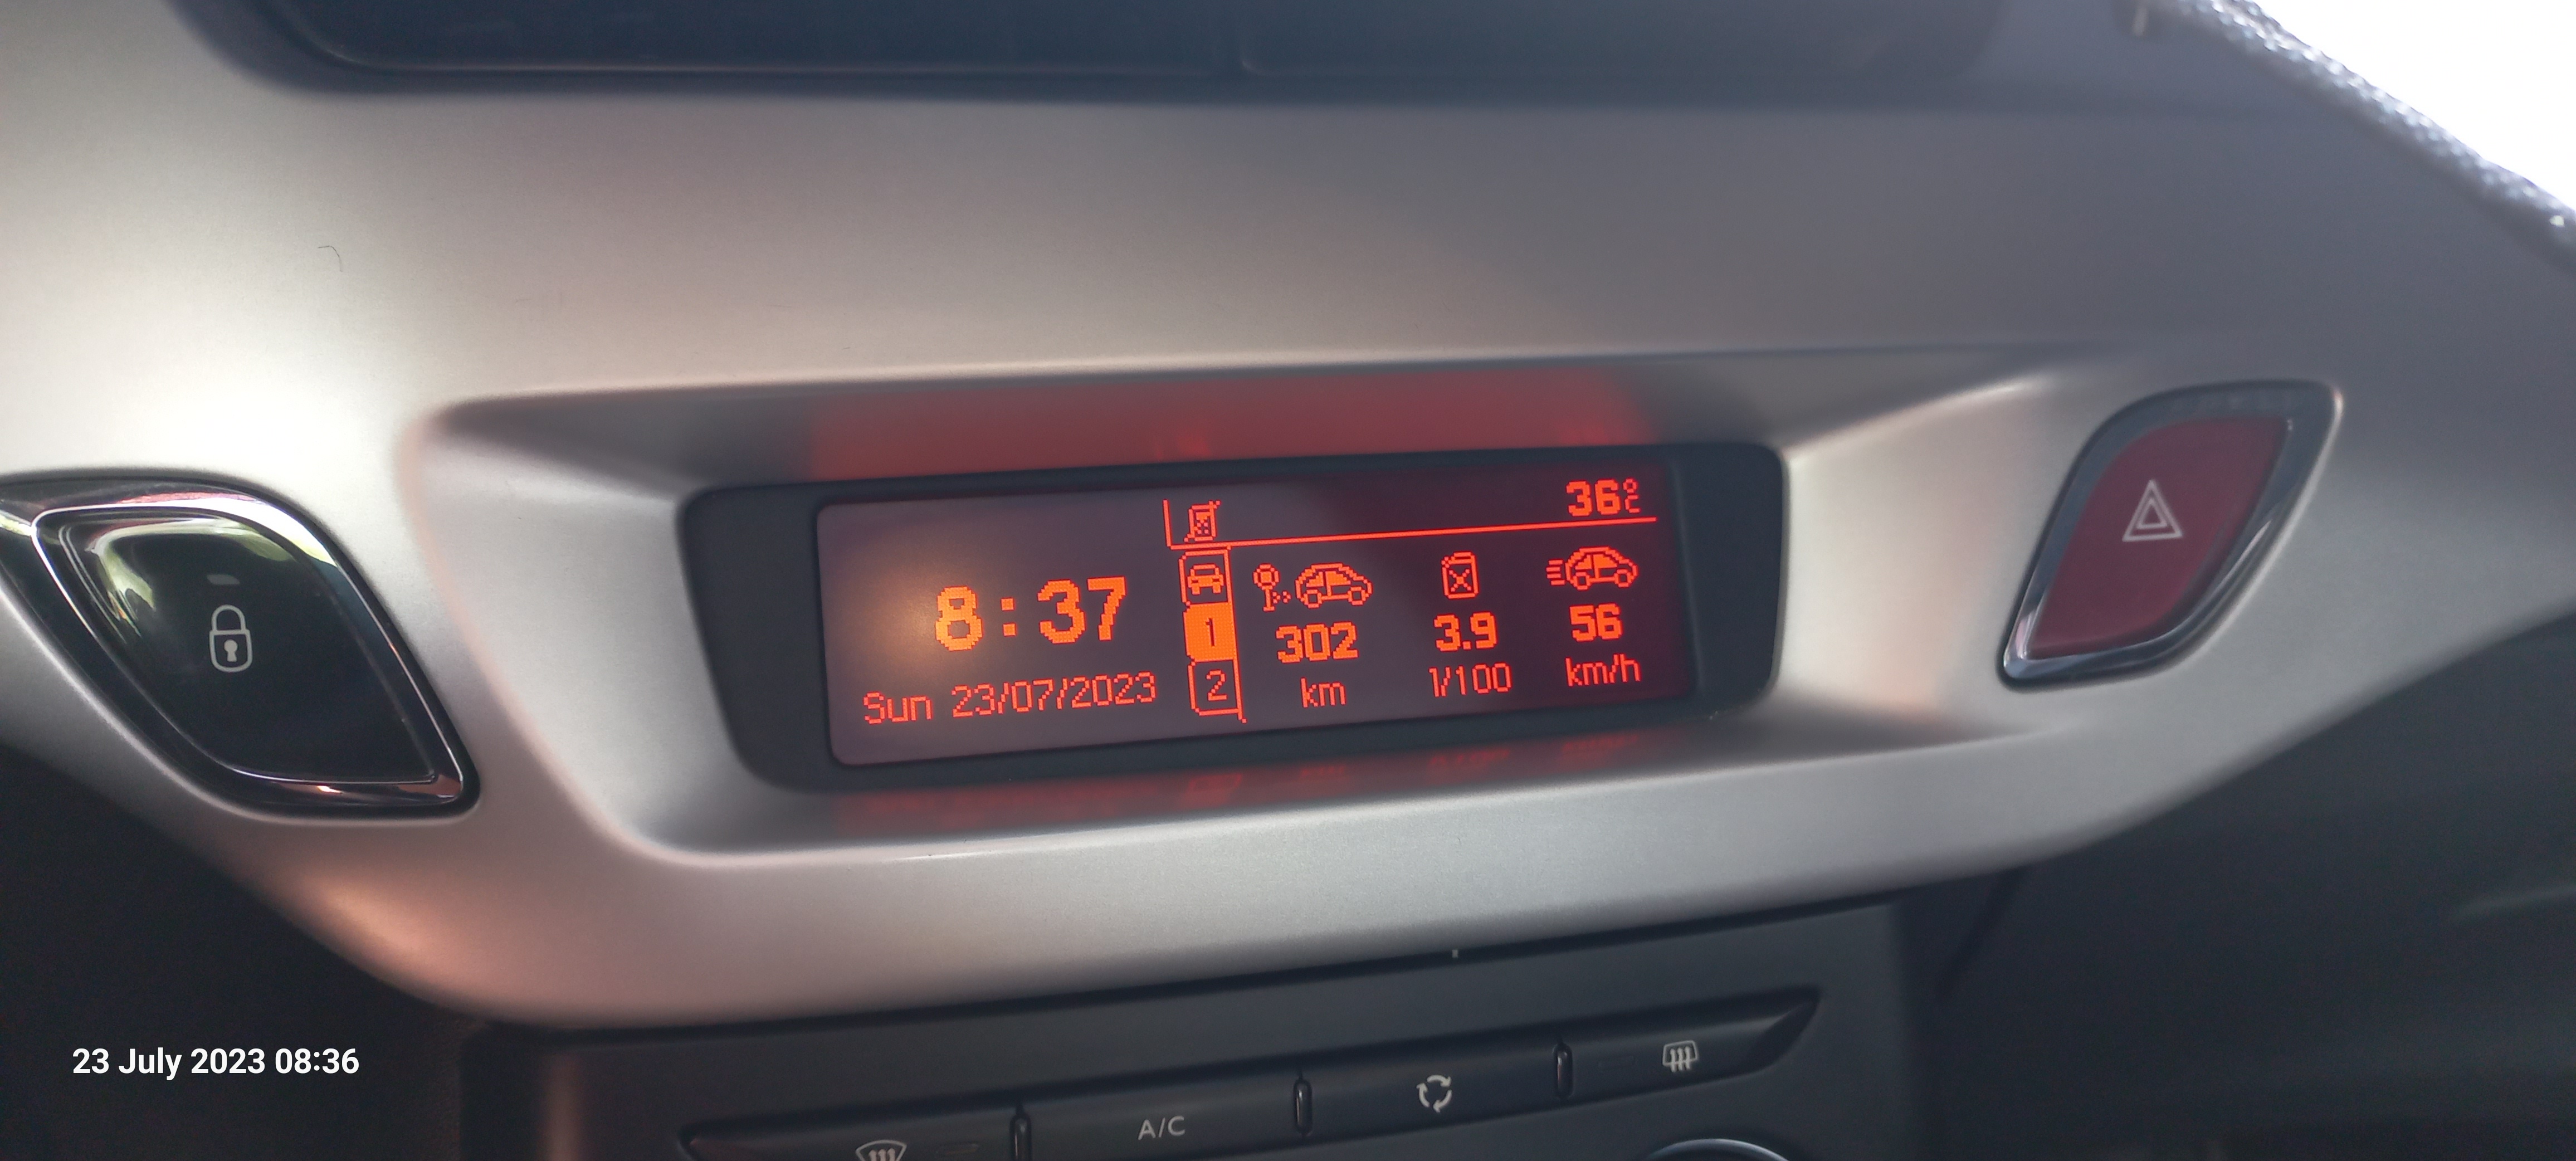 36°C
8:37
1
302
3.9
56
Sun 23/07/2023
2
km
1/100
km/h
23 July 2023 08:36
A/C